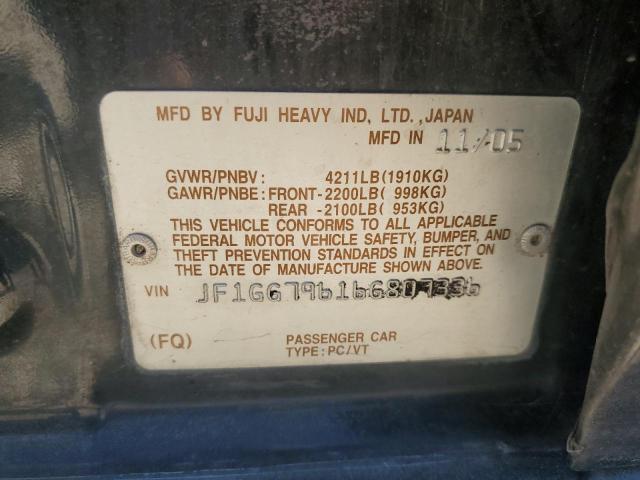 MFD BY FUJI HEAVY IND, LTD., JAPAN
MFD IN 11/05
GVWR/PNBV: 4211LB(1910KG)
GAWR/PNBE: FRONT-2200LB( 998KG)
REAR -2100LB( 953KG)
THIS VEHICLE CONFORMS TO ALL APPLICABLE
FEDERAL MOTOR VEHICLE SAFETY, BUMPER, AND
THEFT PREVENTION STANDARDS IN EFFECT ON
THE DATE OF MANUFACTURE SHOWN ABOVE.
VIN JF1GG79616G807336
(FQ) PASSENGER CAR
TYPE: PC/VT